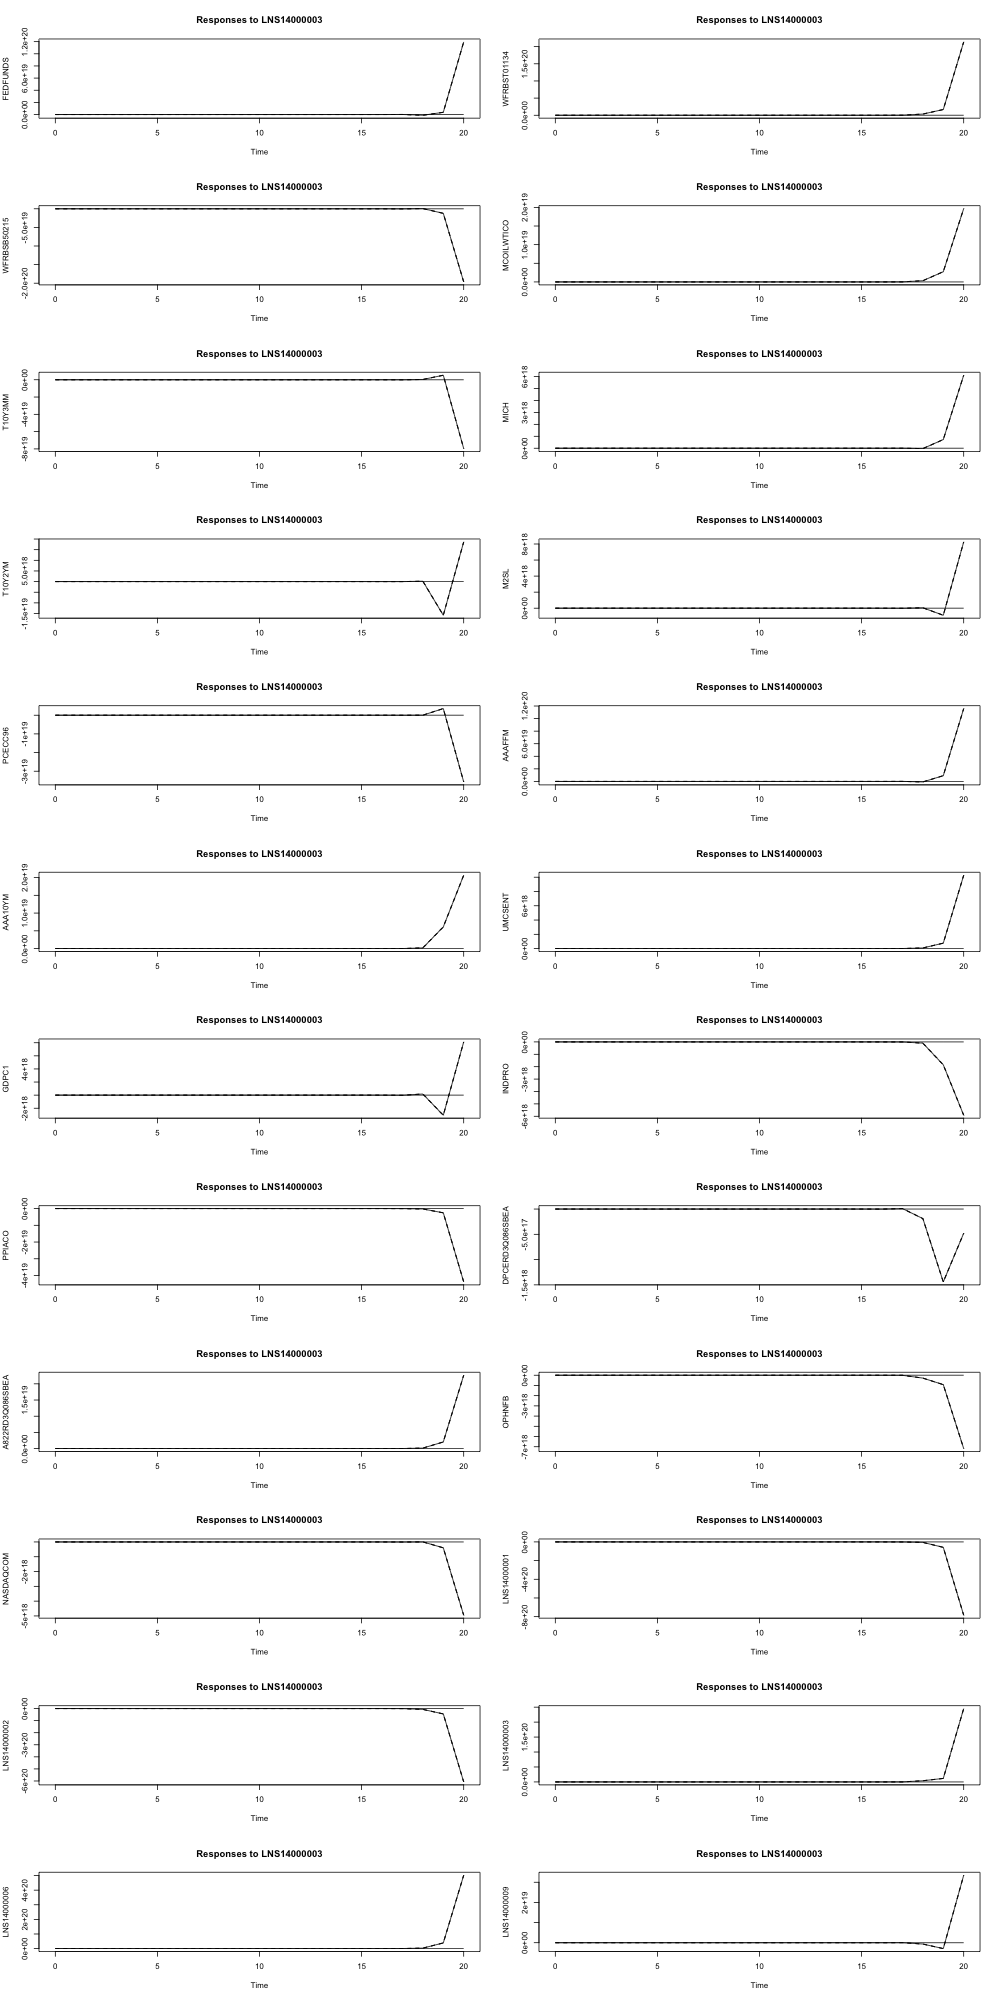 Responses to LNS14000003
FEDFUNDS
0.0e+00 6.0e+19 1.2e+20
0 5 10 15 20
Time
Responses to LNS14000003
WFRBST01134
0.0e+00 1.5e+20
0 5 10 15 20
Time
Responses to LNS14000003
WFRBSB50215
-2.0e+20 -5.0e+19
0 5 10 15 20
Time
Responses to LNS14000003
MCOILWTICO
0.0e+00 1.0e+19 2.0e+19
0 5 10 15 20
Time
Responses to LNS14000003
T10Y3MM
-8e+19 -4e+19 0e+00
0 5 10 15 20
Time
Responses to LNS14000003
MICH
0e+00 3e+18 6e+18
0 5 10 15 20
Time
Responses to LNS14000003
T10Y2YM
-1.5e+19 5.0e+18
0 5 10 15 20
Time
Responses to LNS14000003
M2SL
0e+00 4e+18 8e+18
0 5 10 15 20
Time
Responses to LNS14000003
PCECC96
-3e+19 -1e+19
0 5 10 15 20
Time
Responses to LNS14000003
AAAFFM
0.0e+00 6.0e+19 1.2e+20
0 5 10 15 20
Time
Responses to LNS14000003
AAA10YM
0.0e+00 1.0e+19 2.0e+19
0 5 10 15 20
Time
Responses to LNS14000003
UMCSENT
0e+00 6e+18
0 5 10 15 20
Time
Responses to LNS14000003
GDPC1
-2e+18 4e+18
0 5 10 15 20
Time
Responses to LNS14000003
INDPRO
-6e+18 -3e+18 0e+00
0 5 10 15 20
Time
Responses to LNS14000003
PPIACO
-4e+19 -2e+19 0e+00
0 5 10 15 20
Time
Responses to LNS14000003
DPCERD3Q086SBEA
-1.5e+18 -5.0e+17
0 5 10 15 20
Time
Responses to LNS14000003
A822RD3Q086SBEA
0.0e+00 1.5e+19
0 5 10 15 20
Time
Responses to LNS14000003
OPHNFB
-7e+18 -3e+18 0e+00
0 5 10 15 20
Time
Responses to LNS14000003
NASDAQCOM
-5e+18 -2e+18
0 5 10 15 20
Time
Responses to LNS14000003
LNS14000001
-8e+20 -4e+20 0e+00
0 5 10 15 20
Time
Responses to LNS14000003
LNS14000002
-6e+20 -3e+20 0e+00
0 5 10 15 20
Time
Responses to LNS14000003
LNS14000003
0.0e+00 1.5e+20
0 5 10 15 20
Time
Responses to LNS14000003
LNS14000006
0e+00 2e+20 4e+20
0 5 10 15 20
Time
Responses to LNS14000003
LNS14000009
0e+00 2e+19
0 5 10 15 20
Time